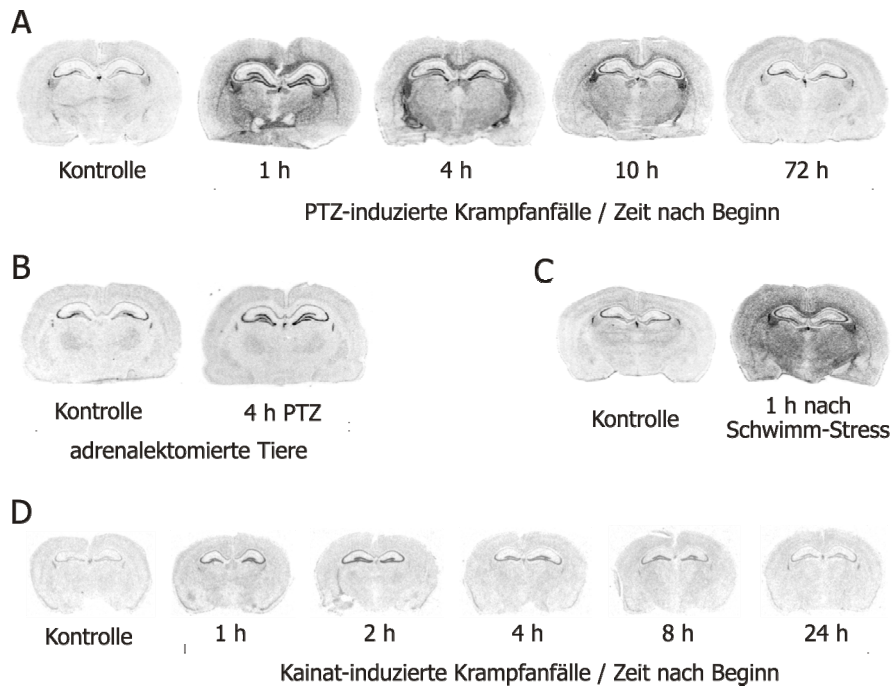 A
Kontrolle 1 h 4 h 10 h 72 h
PTZ-induzierte Krampfanfälle / Zeit nach Beginn
B
Kontrolle 4 h PTZ
adrenalektomierte Tiere
C
Kontrolle
1 h nach
Schwimm-Stress
D
Kontrolle 1 h 2 h 4 h 8 h 24 h
Kainat-induzierte Krampfanfälle / Zeit nach Beginn